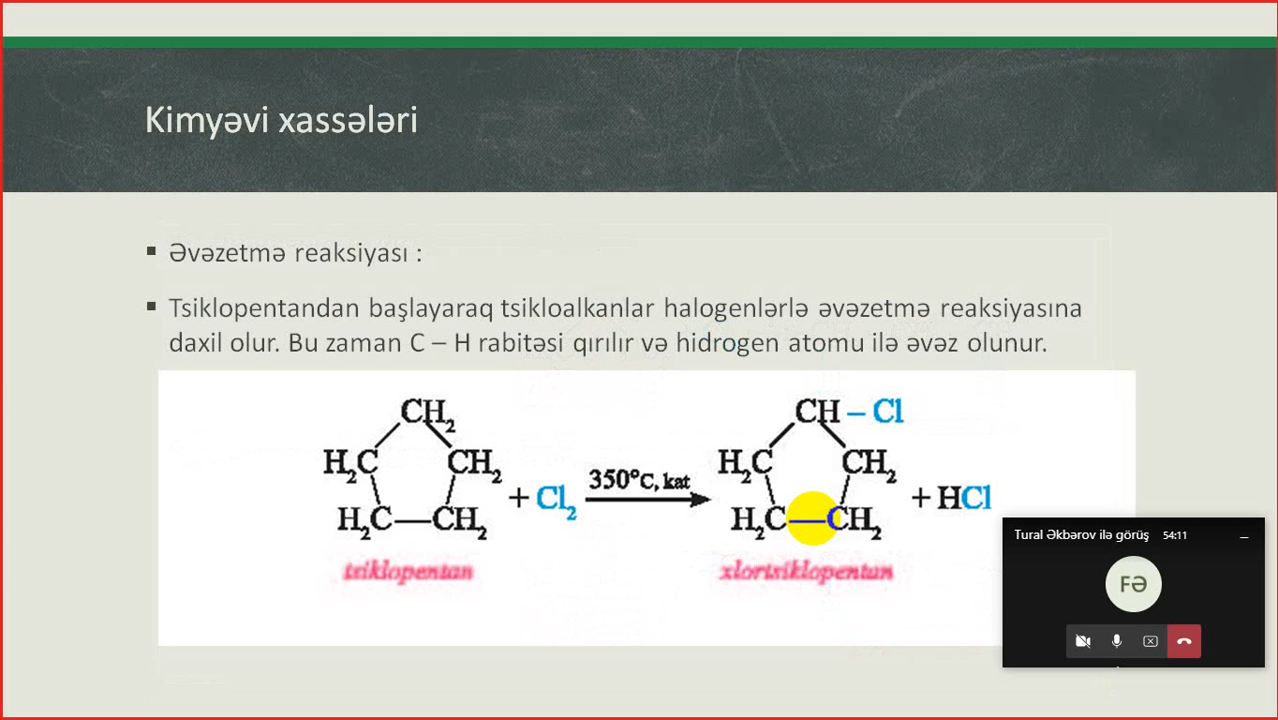 Kimyəvi xassələri
▪ Əvəzetmə reaksiyası :
▪ Tsiklopentandan başlayaraq tsikloalkanlar halogenlərlə əvəzetmə reaksiyasına
daxil olur. Bu zaman C – H rabitəsi qırılır və hidrogen atomu ilə əvəz olunur.
CH₂ CH – Cl
H₂C CH₂ H₂C CH₂
+ Cl₂ 350°C, kat + HCl
H₂C—CH₂ H₂C—CH₂
tsiklopentan xlortsiklopentan
Tural Əkbərov ilə görüş 54:11
FƏ